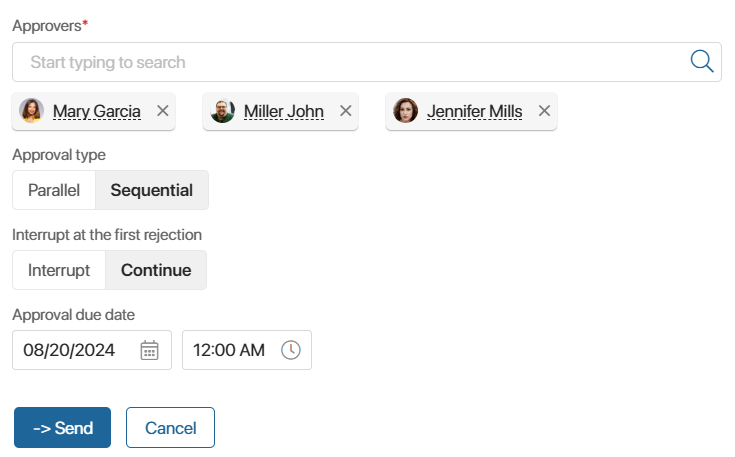 Approvers*
Start typing to search
Mary Garcia Miller John Jennifer Mills
Approval type
Parallel Sequential
Interrupt at the first rejection
Interrupt Continue
Approval due date
08/20/2024 12:00 AM
-> Send Cancel